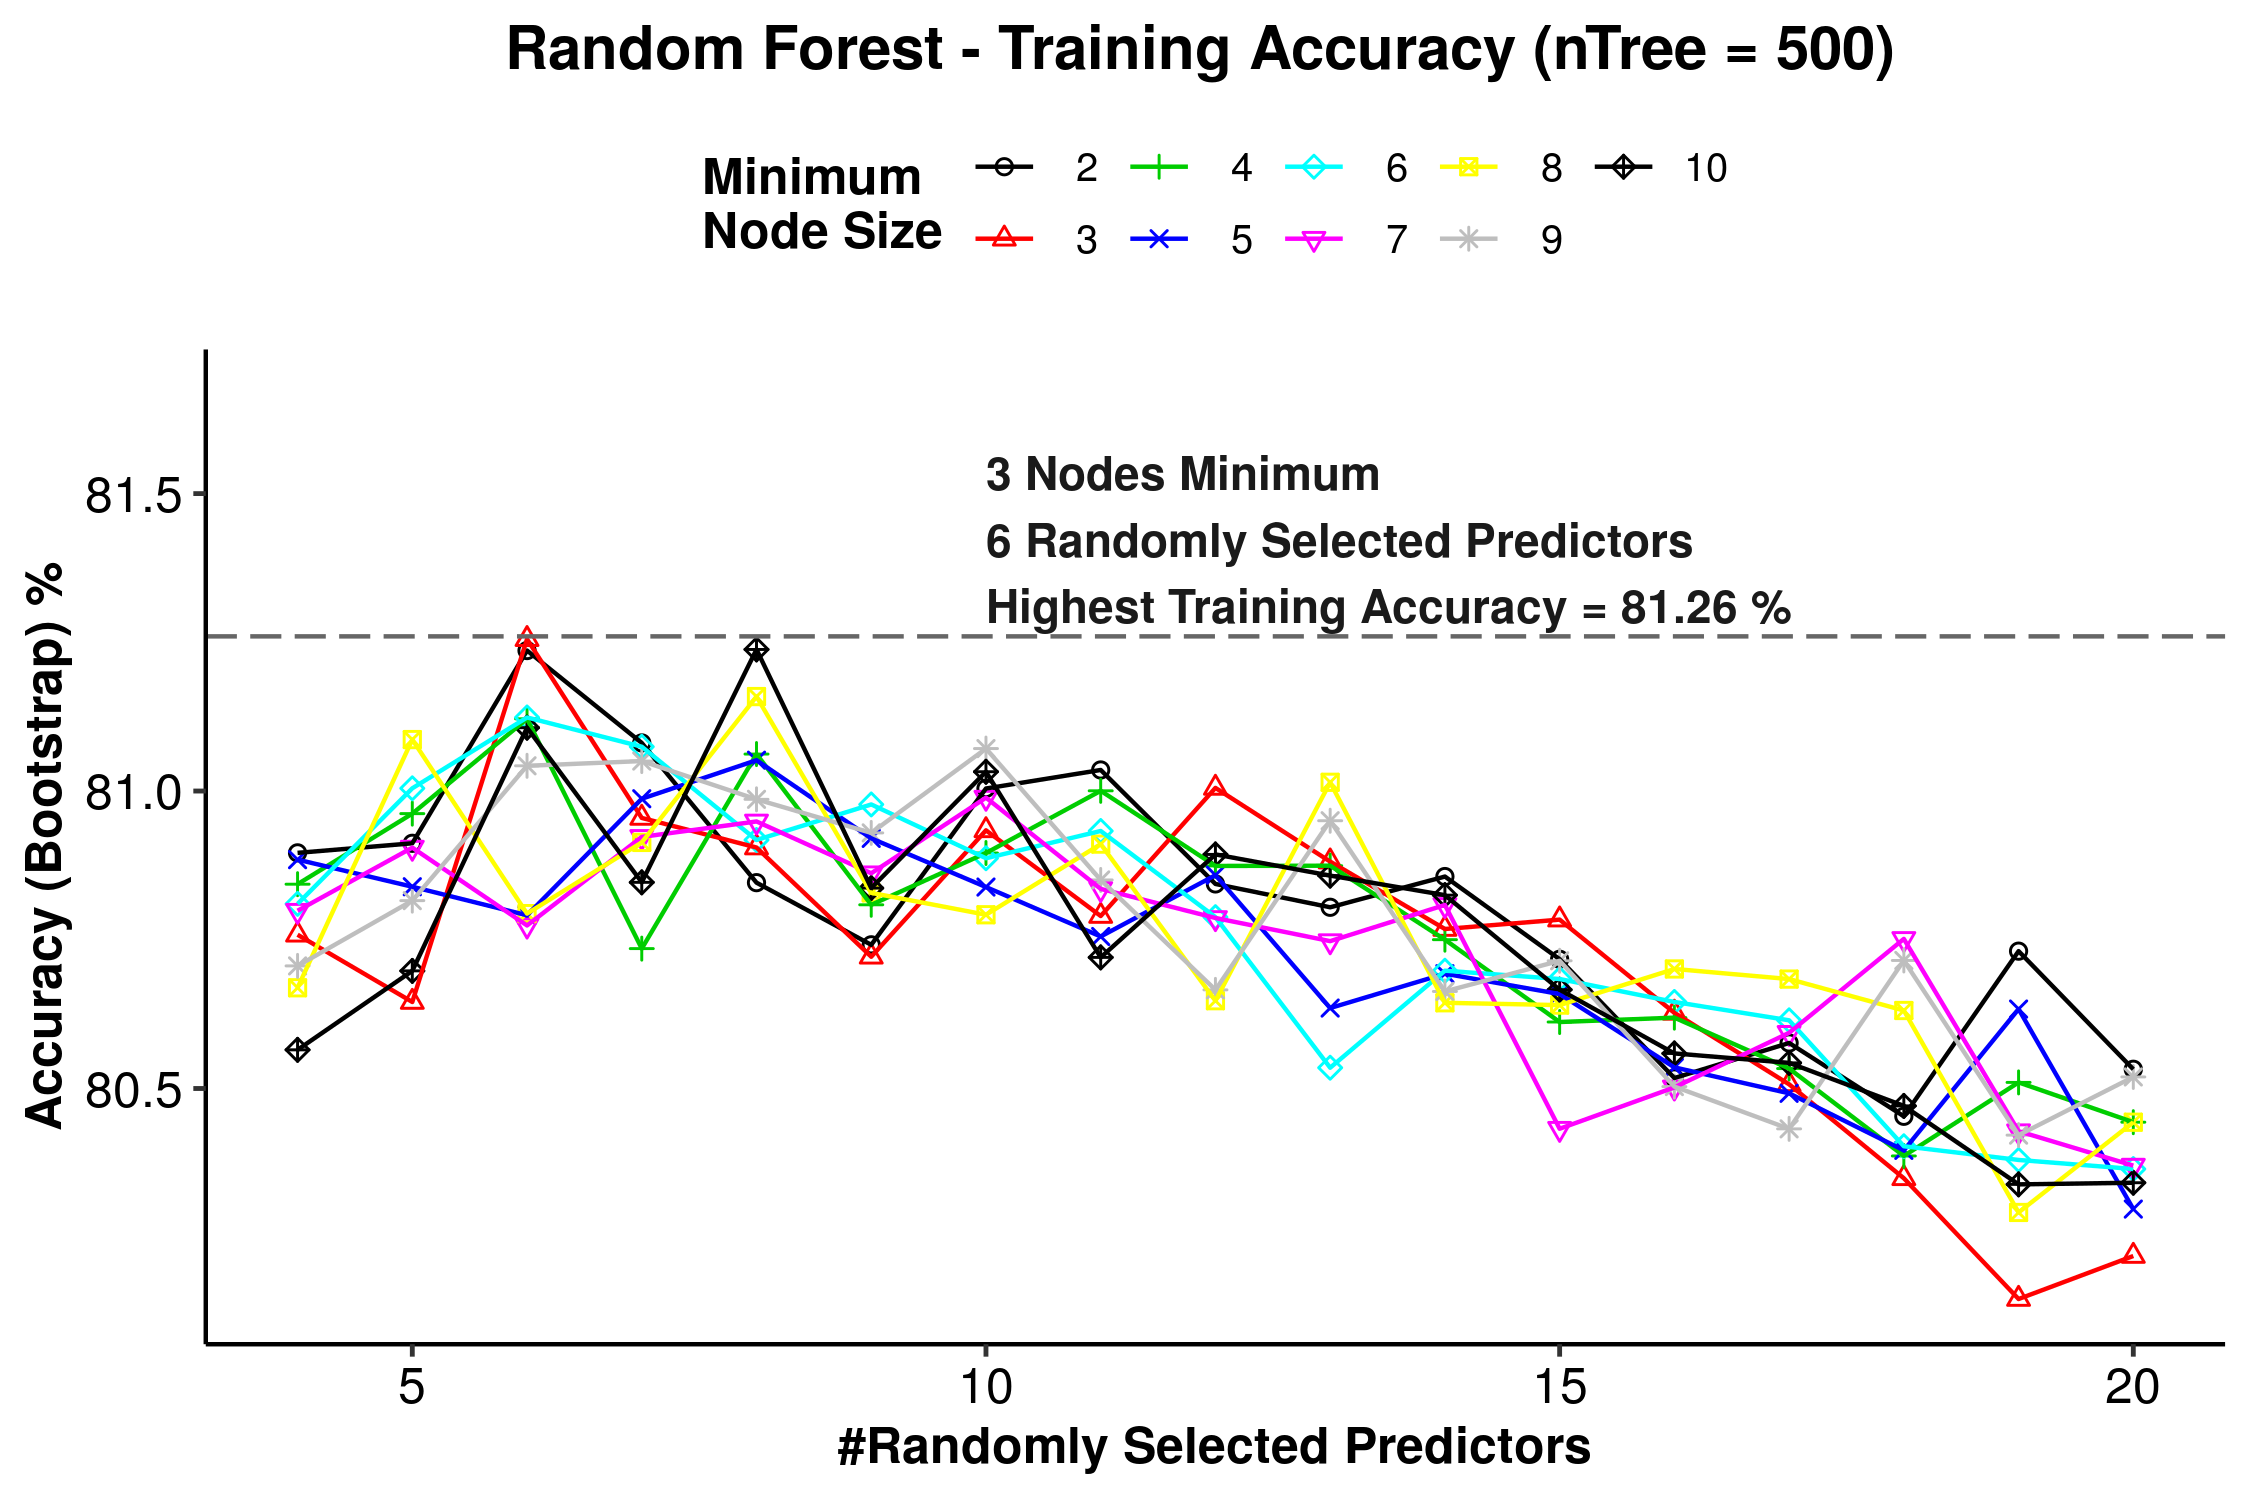 Random Forest - Training Accuracy (nTree = 500)
Minimum
Node Size
2 4 6 8 10
3 5 7 9
3 Nodes Minimum
6 Randomly Selected Predictors
Highest Training Accuracy = 81.26 %
81.5
81.0
80.5
Accuracy (Bootstrap) %
5 10 15 20
#Randomly Selected Predictors